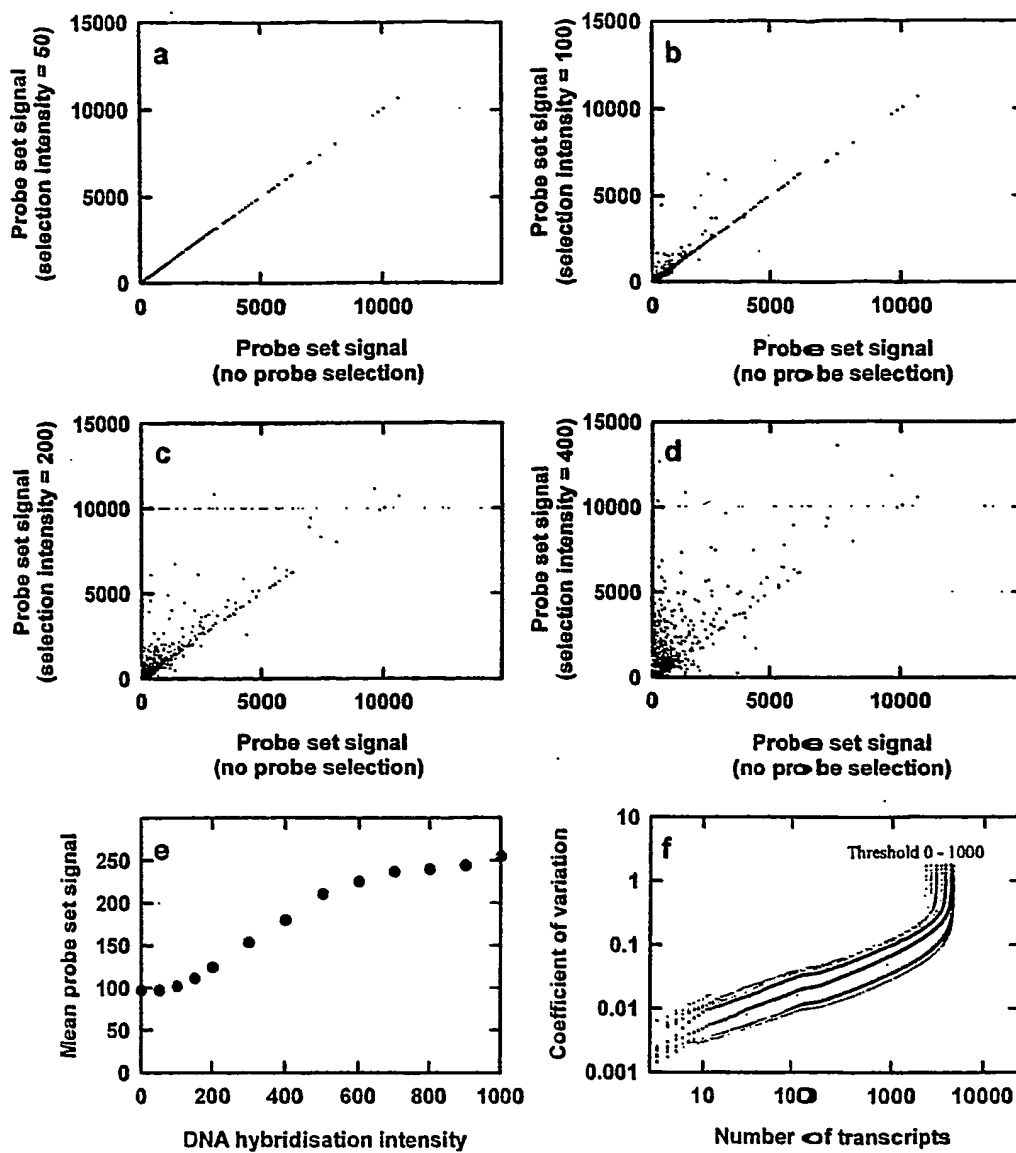 a
15000
10000
5000
0
0 5000 10000
Probe set signal
(selection intensity = 50)
Probe set signal
(no probe selection)
b
15000
10000
5000
0
0 5000 10000
Probe set signal
(selection intensity = 100)
Probe set signal
(no probe selection)
c
15000
10000
5000
0
0 5000 10000
Probe set signal
(selection intensity = 200)
Probe set signal
(no probe selection)
d
15000
10000
5000
0
0 5000 10000
Probe set signal
(selection intensity = 400)
Probe set signal
(no probe selection)
e
250
200
150
100
50
0
0 200 400 600 800 1000
Mean probe set signal
DNA hybridisation intensity
f
Threshold 0 - 1000
10
1
0.1
0.01
0.001
10 100 1000 10000
Coefficient of variation
Number of transcripts